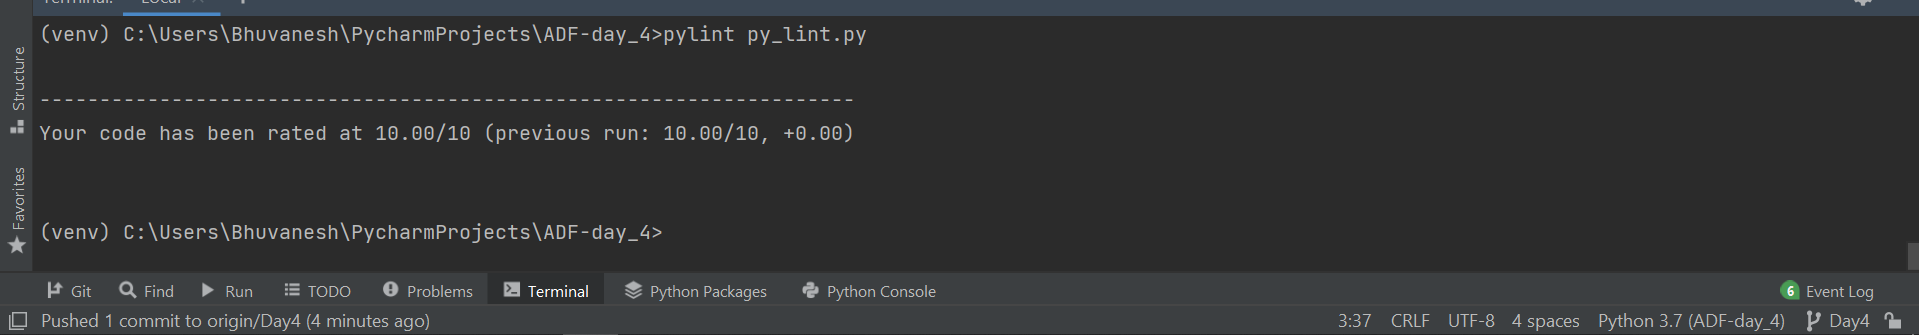 Terminal: Local
(venv) C:\Users\Bhuvanesh\PycharmProjects\ADF-day_4>pylint py_lint.py
--------------------------------------------------------------------
Your code has been rated at 10.00/10 (previous run: 10.00/10, +0.00)
(venv) C:\Users\Bhuvanesh\PycharmProjects\ADF-day_4>
Structure
Favorites
Git Find Run TODO Problems Terminal Python Packages Python Console 6 Event Log
Pushed 1 commit to origin/Day4 (4 minutes ago) 3:37 CRLF UTF-8 4 spaces Python 3.7 (ADF-day_4) Day4